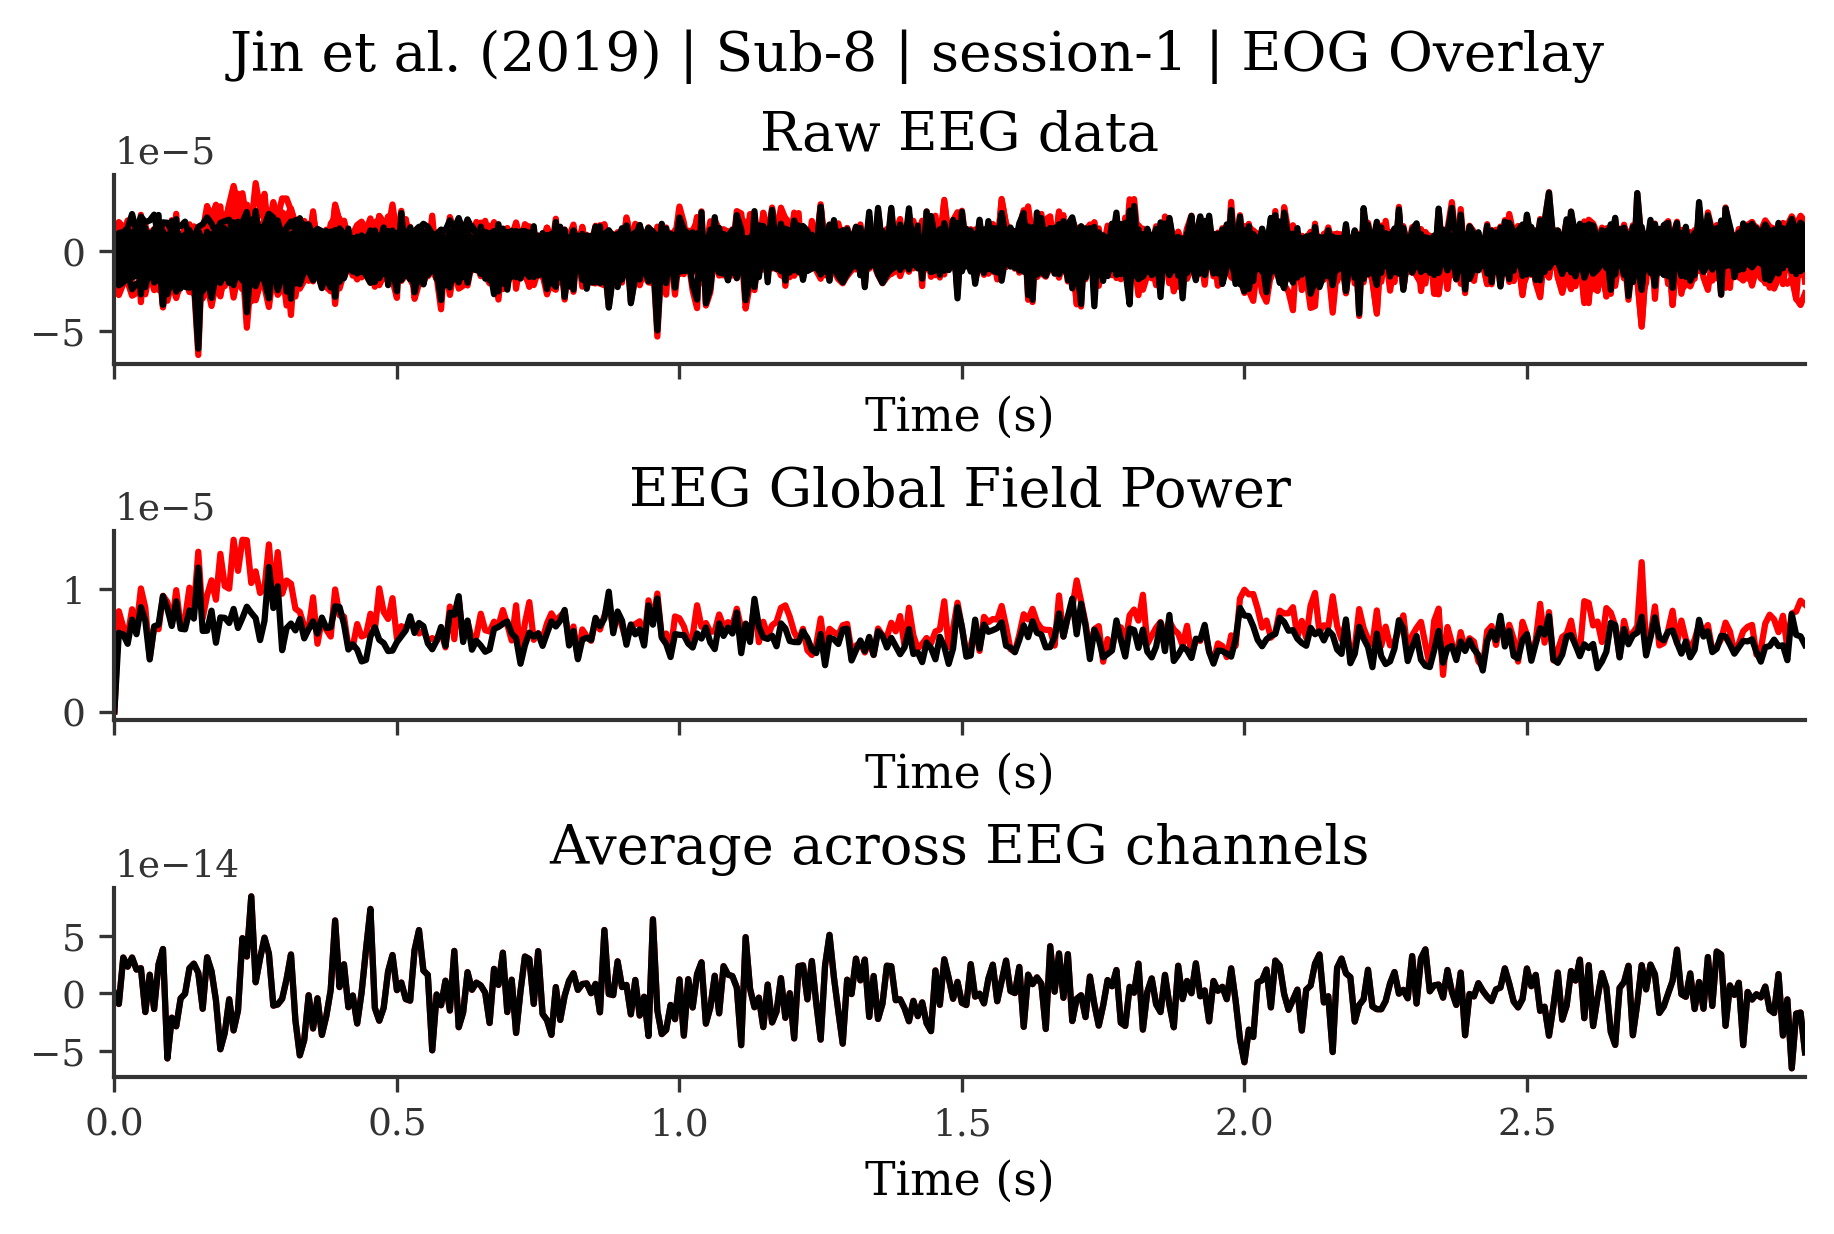 Jin et al. (2019) | Sub-8 | session-1 | EOG Overlay
Raw EEG data
1e−5
0
−5
Time (s)
EEG Global Field Power
1e−5
1
0
Time (s)
Average across EEG channels
1e−14
5
0
−5
0.0 0.5 1.0 1.5 2.0 2.5
Time (s)